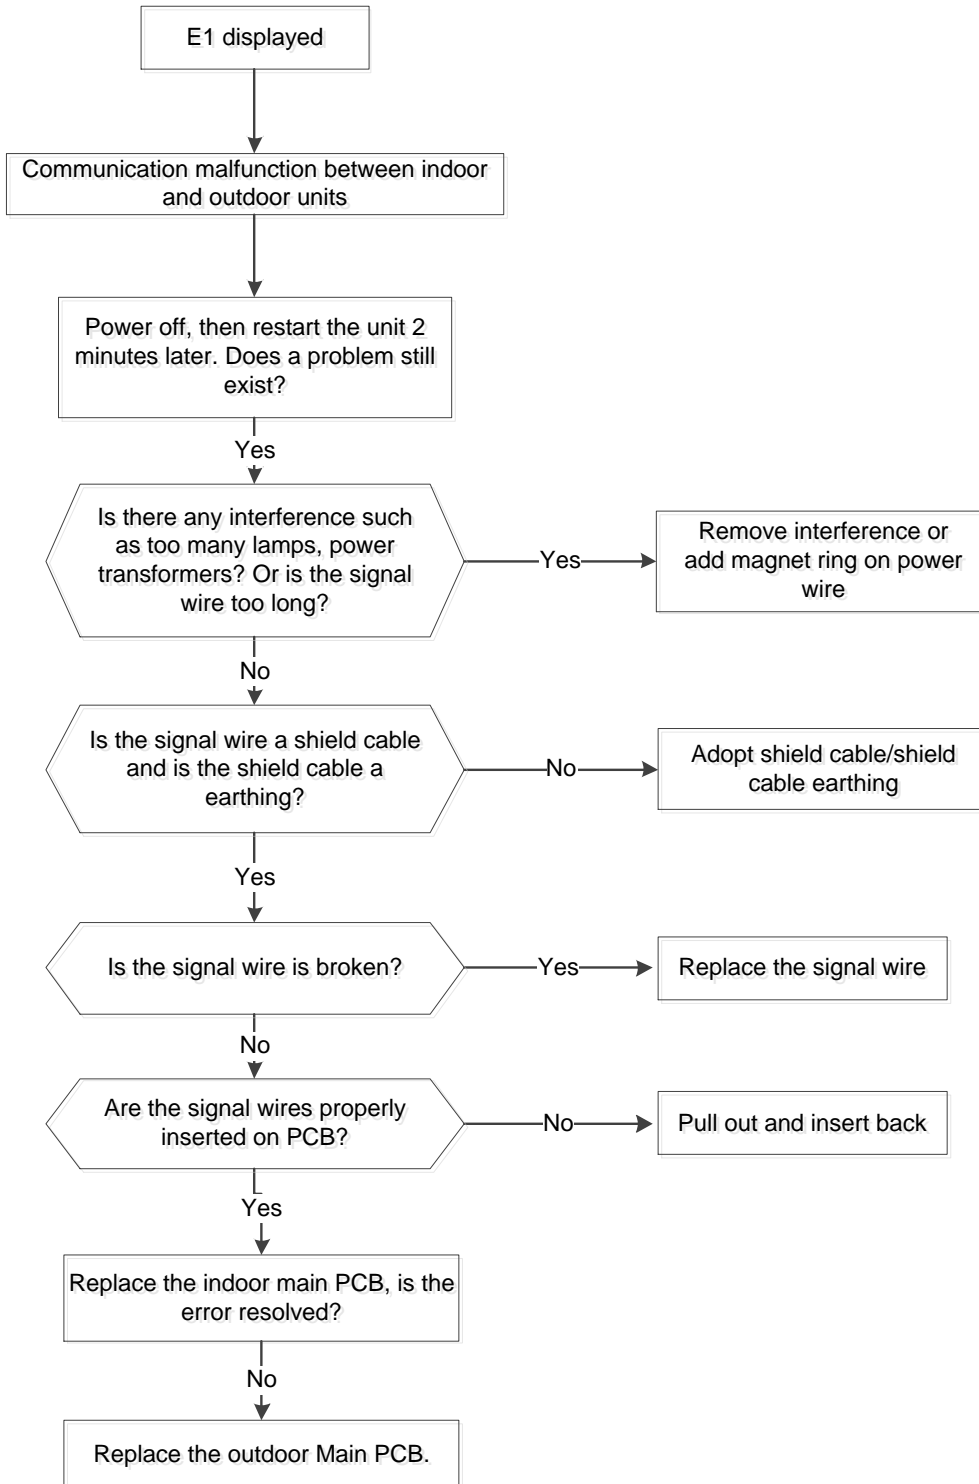 E1 displayed
Communication malfunction between indoor
and outdoor units
Power off, then restart the unit 2
minutes later. Does a problem still
exist?
Yes
Is there any interference such
as too many lamps, power
transformers? Or is the signal
wire too long?
Yes
Remove interference or
add magnet ring on power
wire
No
Is the signal wire a shield cable
and is the shield cable a
earthing?
No
Adopt shield cable/shield
cable earthing
Yes
Is the signal wire is broken?
Yes
Replace the signal wire
No
Are the signal wires properly
inserted on PCB?
No
Pull out and insert back
Yes
Replace the indoor main PCB, is the
error resolved?
No
Replace the outdoor Main PCB.